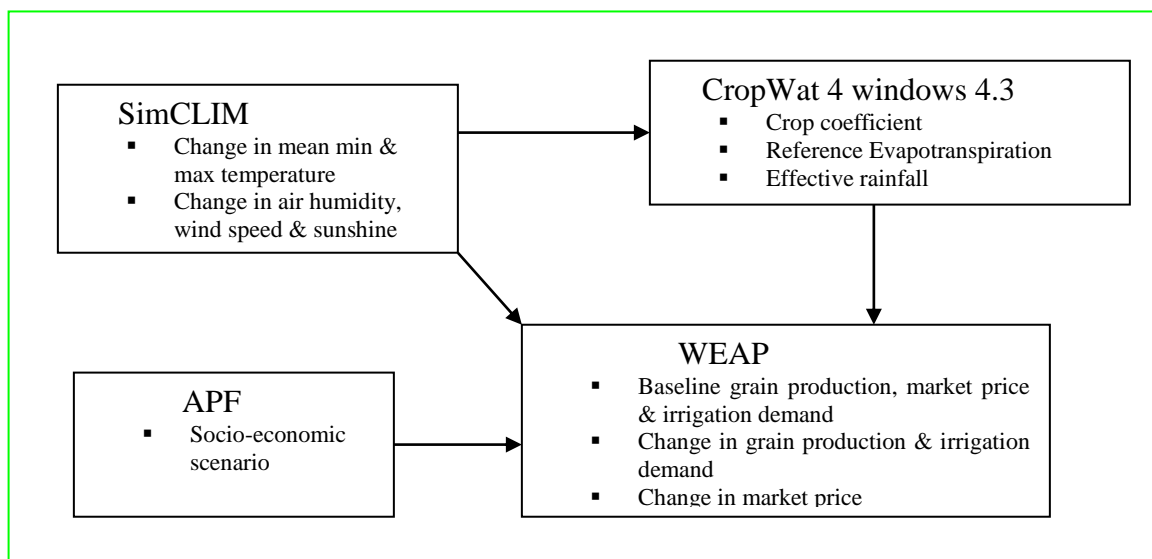 SimCLIM
▪ Change in mean min &
max temperature
▪ Change in air humidity,
wind speed & sunshine
CropWat 4 windows 4.3
▪ Crop coefficient
▪ Reference Evapotranspiration
▪ Effective rainfall
APF
▪ Socio-economic
scenario
WEAP
▪ Baseline grain production, market price
& irrigation demand
▪ Change in grain production & irrigation
demand
▪ Change in market price